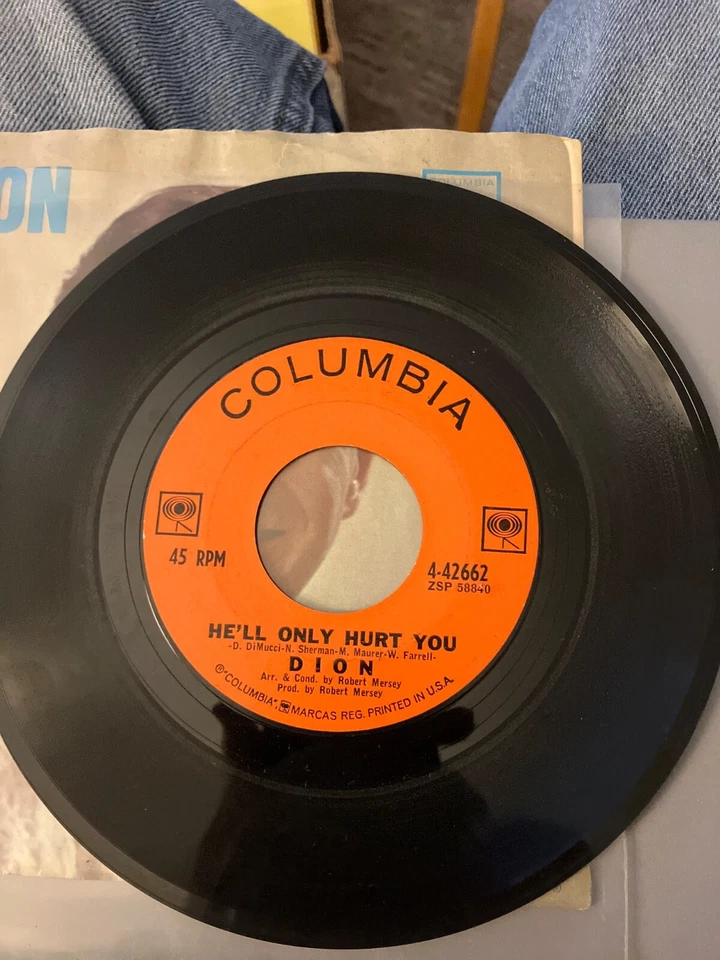 ON
COLUMBIA
COLUMBIA
45 RPM
4-42662
ZSP 58840
HE'LL ONLY HURT YOU
-D. DiMucci-N. Sherman-M. Maurer-W. Farrell-
DION
Arr. & Cond. by Robert Mersey
Prod. by Robert Mersey
® "COLUMBIA", MARCAS REG. PRINTED IN U.S.A.